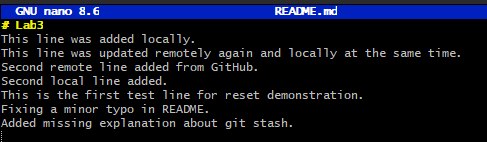 GNU nano 8.6 README.md
# Lab3
This line was added locally.
This line was updated remotely again and locally at the same time.
Second remote line added from GitHub.
Second local line added.
This is the first test line for reset demonstration.
Fixing a minor typo in README.
Added missing explanation about git stash.